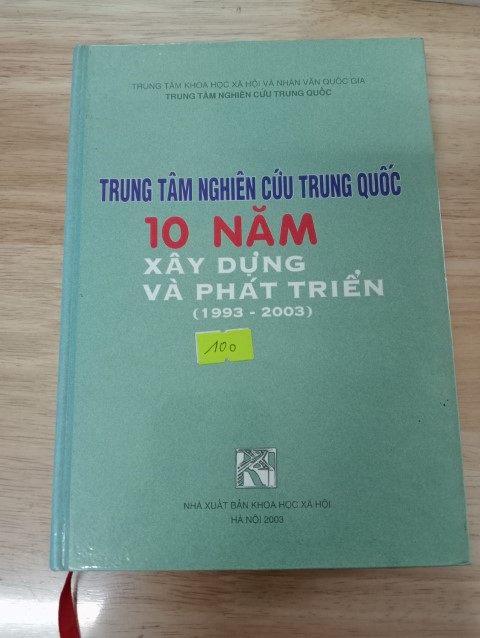 TRUNG TÂM KHOA HỌC XÃ HỘI VÀ NHÂN VĂN QUỐC GIA
TRUNG TÂM NGHIÊN CỨU TRUNG QUỐC
TRUNG TÂM NGHIÊN CỨU TRUNG QUỐC
10 NĂM
XÂY DỰNG
VÀ PHÁT TRIỂN
(1993 - 2003)
100
NHÀ XUẤT BẢN KHOA HỌC XÃ HỘI
HÀ NỘI 2003